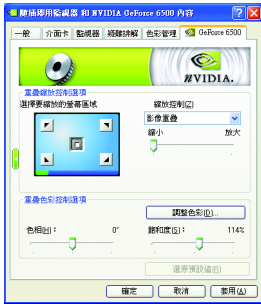 隨插即用監視器 和 NVIDIA GeForce 6500 內容
一般 介面卡 監視器 疑難排解 色彩管理 GeForce 6500
NVIDIA.
重疊縮放控制選項
選擇要縮放的螢幕區域
縮放控制(Z)
影像重疊
縮小 放大
重疊色彩控制選項
調整色彩(D)...
色相(H): 0° 飽和度(S): 114%
還原預設值(P)
確定 取消 套用(A)